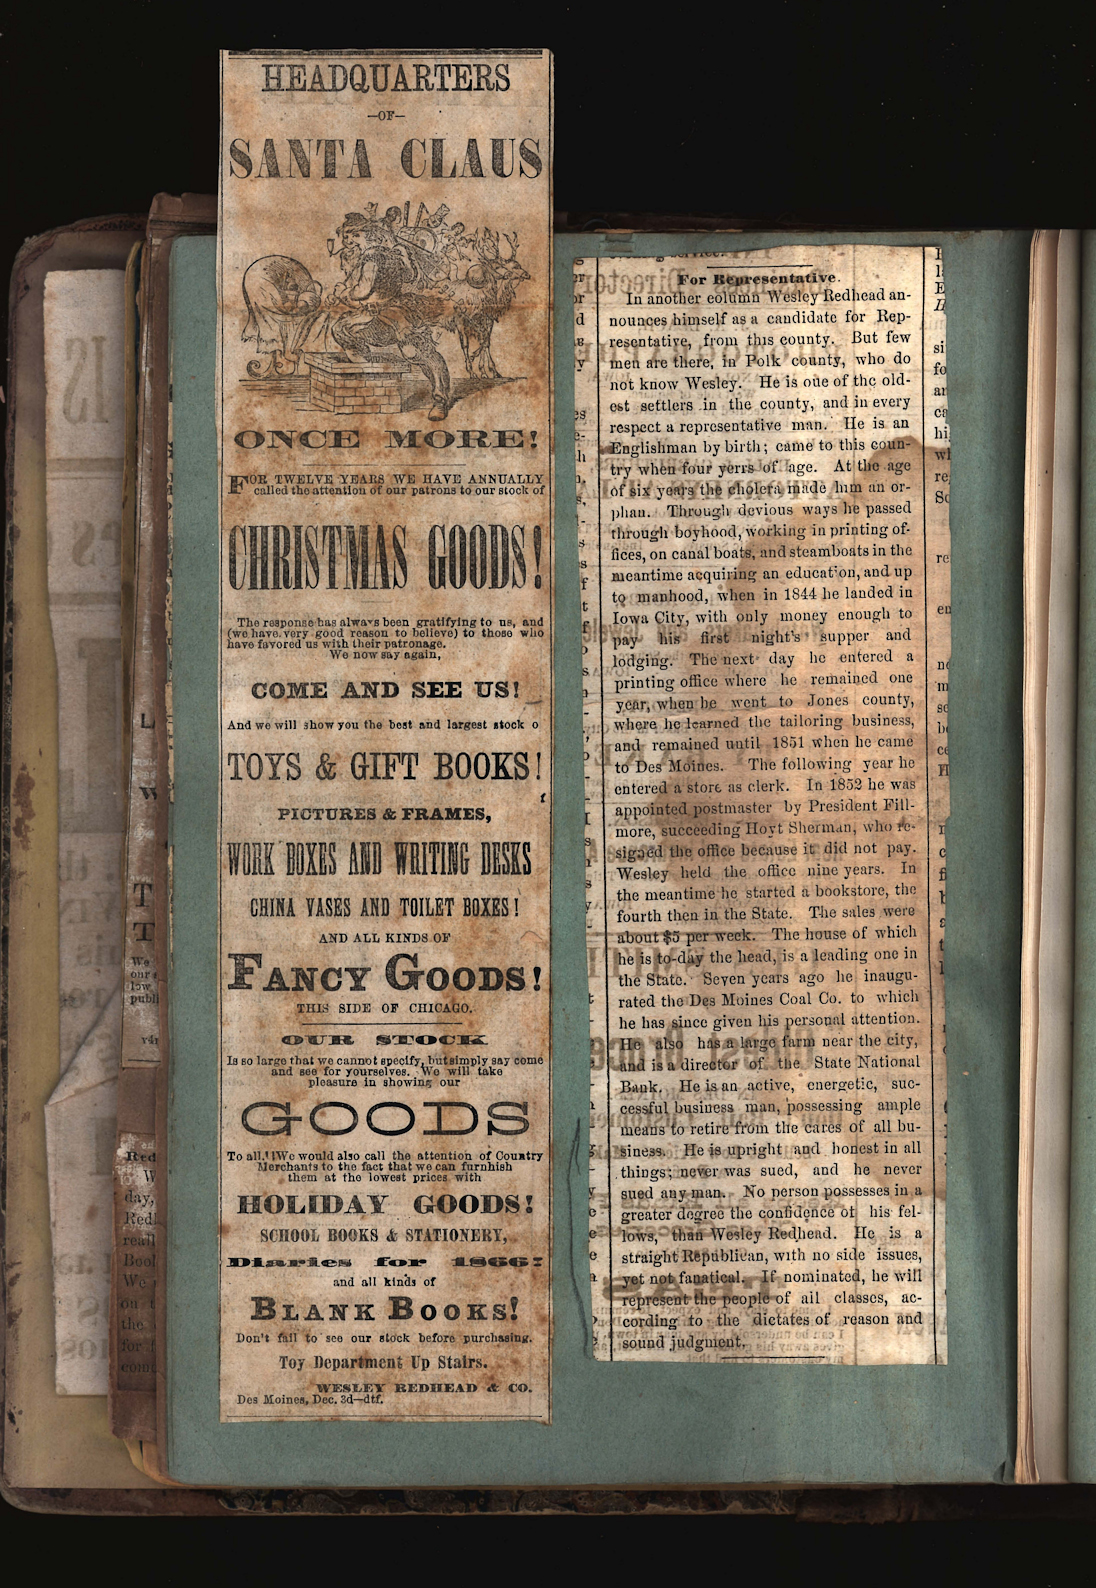 HEADQUARTERS
—OF—
SANTA CLAUS
ONCE MORE!
FOR TWELVE YEARS WE HAVE ANNUALLY
called the attention of our patrons to our stock of
CHRISTMAS GOODS!
The response has always been gratifying to us, and
(we have very good reason to believe) to those who
have favored us with their patronage.
We now say again,
COME AND SEE US!
And we will show you the best and largest stock o
TOYS & GIFT BOOKS!
PICTURES & FRAMES,
WORK BOXES AND WRITING DESKS
CHINA VASES AND TOILET BOXES!
AND ALL KINDS OF
FANCY GOODS!
THIS SIDE OF CHICAGO.
OUR STOCK
Is so large that we cannot specify, but simply say come
and see for yourselves. We will take
pleasure in showing our
GOODS
To all. We would also call the attention of Country
Merchants to the fact that we can furnhish
them at the lowest prices with
HOLIDAY GOODS!
SCHOOL BOOKS & STATIONERY,
Diaries for 1866!
and all kinds of
BLANK BOOKS!
Don't fail to see our stock before purchasing.
Toy Department Up Stairs.
WESLEY REDHEAD & CO.
Des Moines, Dec. 3d—dtf.
For Representative.
In another column Wesley Redhead an-
nounces himself as a candidate for Rep-
resentative, from this county. But few
men are there, in Polk county, who do
not know Wesley. He is one of the old-
est settlers in the county, and in every
respect a representative man. He is an
Englishman by birth; came to this coun-
try when four yerrs of age. At the age
of six years the cholera made him an or-
phan. Through devious ways he passed
through boyhood, working in printing of-
fices, on canal boats, and steamboats in the
meantime acquiring an education, and up
to manhood, when in 1844 he landed in
Iowa City, with only money enough to
pay his first night's supper and
lodging. The next day he entered a
printing office where he remained one
year, when he went to Jones county,
where he learned the tailoring business,
and remained until 1851 when he came
to Des Moines. The following year he
entered a store as clerk. In 1852 he was
appointed postmaster by President Fill-
more, succeeding Hoyt Sherman, who re-
signed the office because it did not pay.
Wesley held the office nine years. In
the meantime he started a bookstore, the
fourth then in the State. The sales were
about $5 per week. The house of which
he is to-day the head, is a leading one in
the State. Seven years ago he inaugu-
rated the Des Moines Coal Co. to which
he has since given his personal attention.
He also has a large farm near the city,
and is a director of the State National
Bank. He is an active, energetic, suc-
cessful business man, possessing ample
means to retire from the cares of all bu-
siness. He is upright and honest in all
things; never was sued, and he never
sued any man. No person possesses in a
greater degree the confidence of his fel-
lows, than Wesley Redhead. He is a
straight Republican, with no side issues,
yet not fanatical. If nominated, he will
represent the people of all classes, ac-
cording to the dictates of reason and
sound judgment.